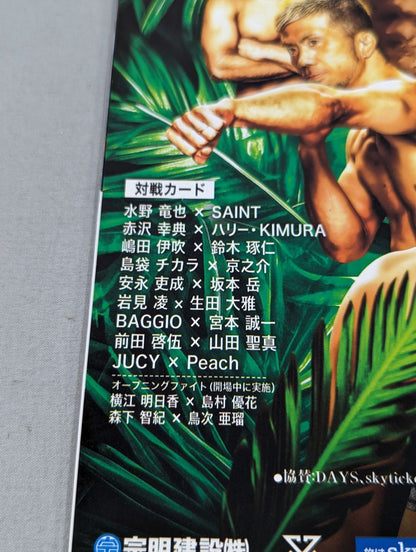 対戦カード
水野 竜也 × SAINT
赤沢 幸典 × ハリー・KIMURA
嶋田 伊吹 × 鈴木 琢仁
島袋 チカラ × 京之介
安永 吏成 × 坂本 岳
岩見 凌 × 生田 大雅
BAGGIO × 宮本 誠一
前田 啓伍 × 山田 聖真
JUCY × Peach
オープニングファイト(開場中に実施)
横江 明日香 × 島村 優花
森下 智紀 × 鳥次 亜瑠
●協賛:DAYS、skyticke
宗明建設㈱